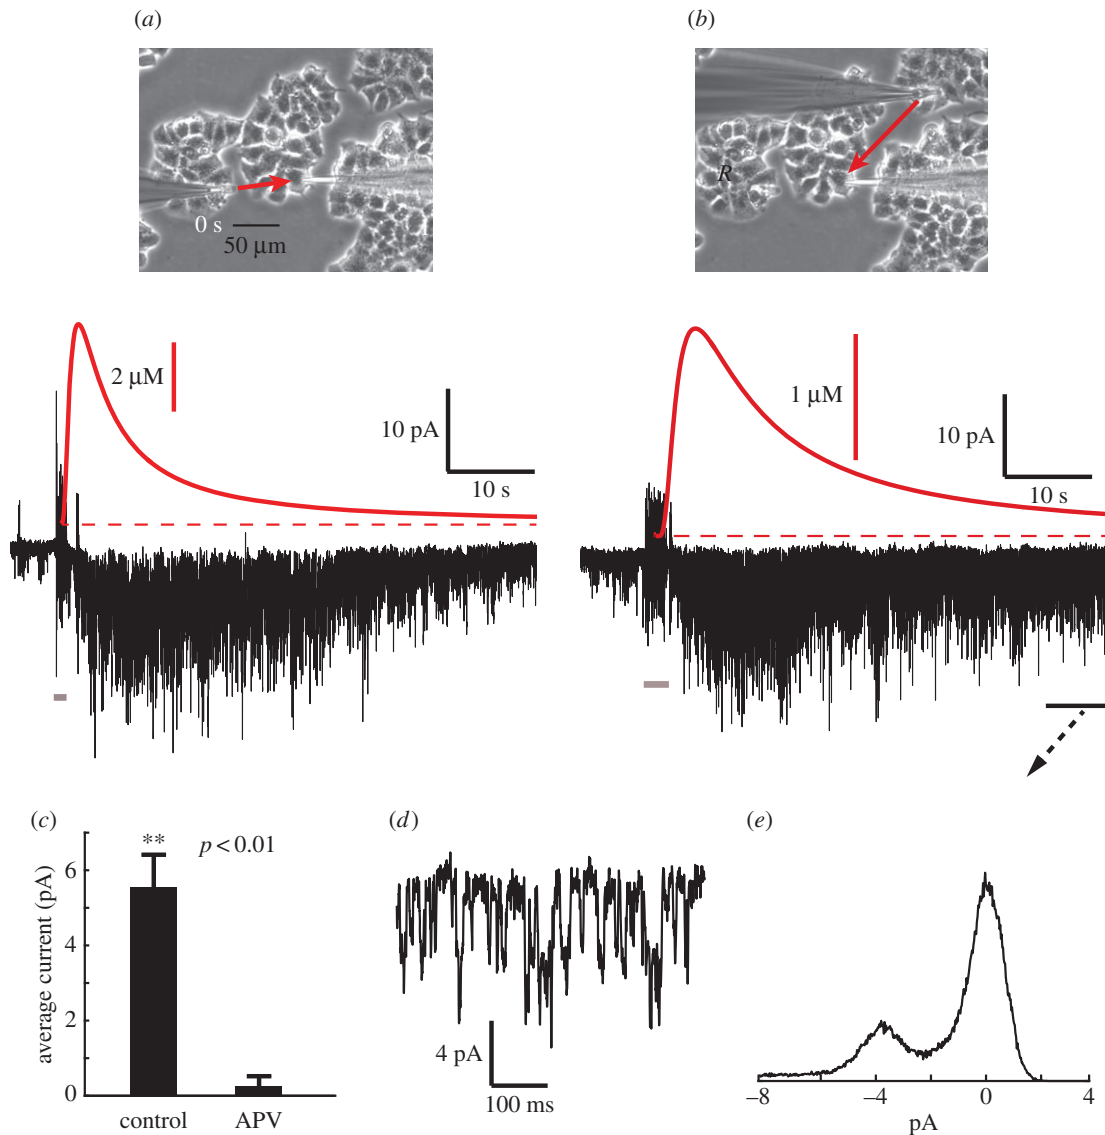 (a)
(b)
R
0 s
50 μm
2 μM
10 pA
10 s
1 μM
10 pA
10 s
(c)
(d)
(e)
** p < 0.01
average current (pA)
6
4
2
0
control APV
4 pA
100 ms
–8 –4 0 4
pA